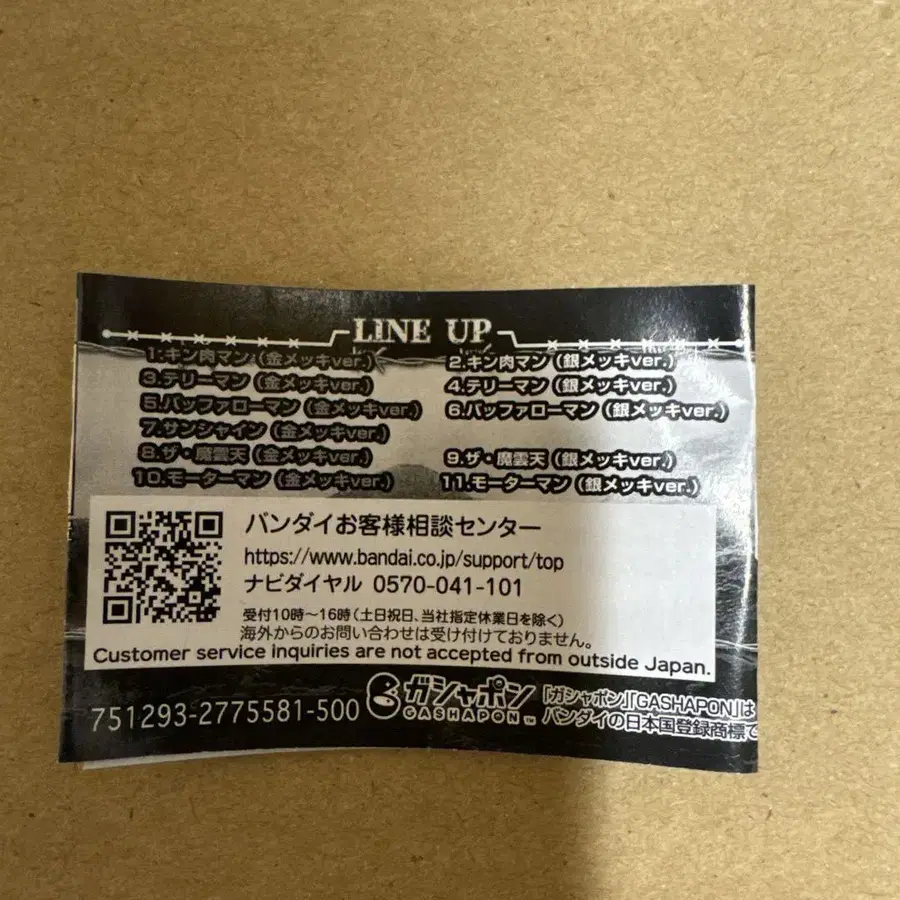 LINE UP
1.キン肉マン（金メッキver.） 2.キン肉マン（銀メッキver.）
3.テリーマン（金メッキver.） 4.テリーマン（銀メッキver.）
5.バッファローマン（金メッキver.） 6.バッファローマン（銀メッキver.）
7.サンシャイン（金メッキver.）
8.ザ・魔雲天（金メッキver.） 9.ザ・魔雲天（銀メッキver.）
10.モーターマン（金メッキver.） 11.モーターマン（銀メッキver.）
バンダイお客様相談センター
https://www.bandai.co.jp/support/top
ナビダイヤル 0570-041-101
受付10時～16時（土日祝日、当社指定休業日を除く）
海外からのお問い合わせは受け付けておりません。
Customer service inquiries are not accepted from outside Japan.
751293-2775581-500
ガシャポン
GASHAPON™
「ガシャポン」「GASHAPON」は
バンダイの日本国登録商標で